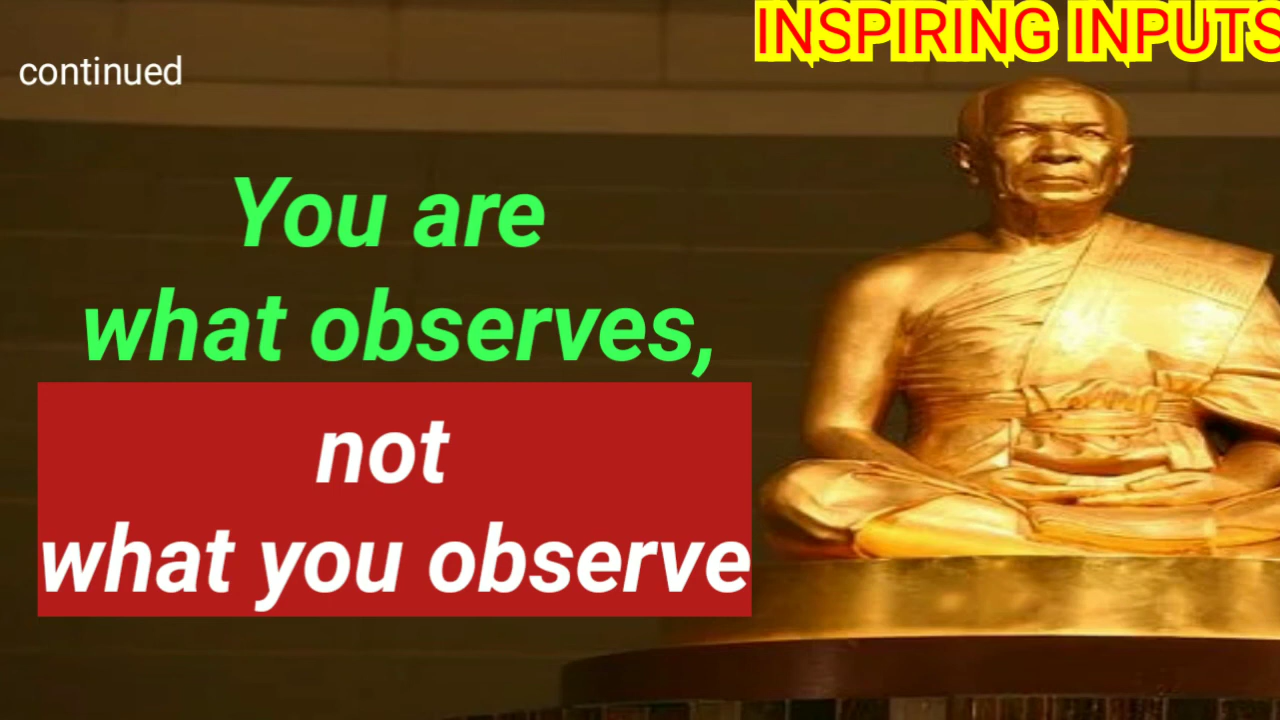 INSPIRING INPUTS
continued
You are
what observes,
not
what you observe